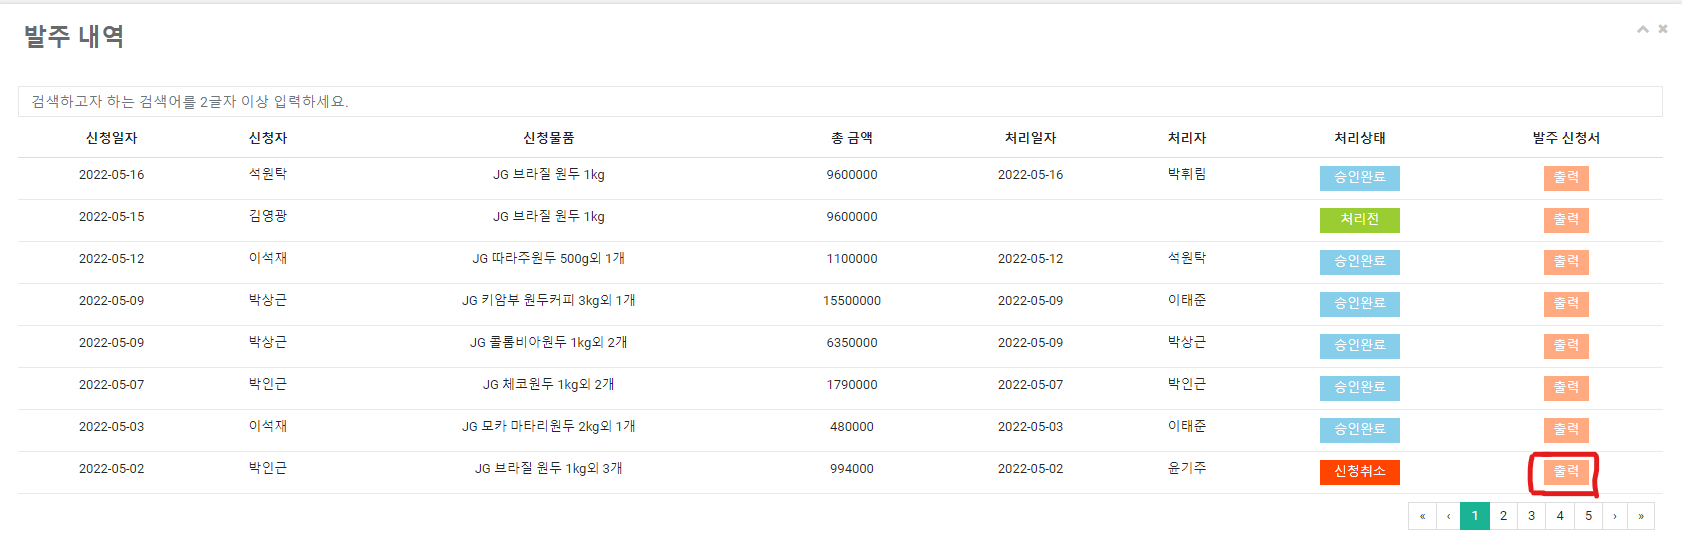 발주 내역
검색하고자 하는 검색어를 2글자 이상 입력하세요.
신청일자 신청자 신청물품 총 금액 처리일자 처리자 처리상태 발주 신청서
2022-05-16 석원탁 JG 브라질 원두 1kg 9600000 2022-05-16 박휘림 승인완료 출력
2022-05-15 김영광 JG 브라질 원두 1kg 9600000 처리전 출력
2022-05-12 이석재 JG 따라주원두 500g외 1개 1100000 2022-05-12 석원탁 승인완료 출력
2022-05-09 박상근 JG 키암부 원두커피 3kg외 1개 15500000 2022-05-09 이태준 승인완료 출력
2022-05-09 박상근 JG 콜롬비아원두 1kg외 2개 6350000 2022-05-09 박상근 승인완료 출력
2022-05-07 박인근 JG 체코원두 1kg외 2개 1790000 2022-05-07 박인근 승인완료 출력
2022-05-03 이석재 JG 모카 마타리원두 2kg외 1개 480000 2022-05-03 이태준 승인완료 출력
2022-05-02 박인근 JG 브라질 원두 1kg외 3개 994000 2022-05-02 윤기주 신청취소 출력
« ‹ 1 2 3 4 5 › »